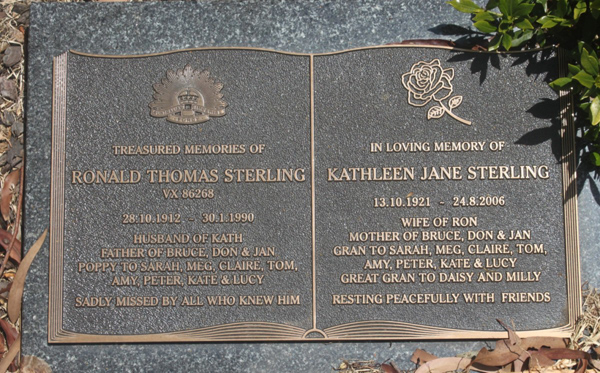 TREASURED MEMORIES OF
RONALD THOMAS STERLING
VX 86268
28.10.1912 - 30.1.1990
HUSBAND OF KATH
FATHER OF BRUCE, DON & JAN
POPPY TO SARAH, MEG, CLAIRE, TOM,
AMY, PETER, KATE & LUCY
SADLY MISSED BY ALL WHO KNEW HIM
IN LOVING MEMORY OF
KATHLEEN JANE STERLING
13.10.1921 - 24.8.2006
WIFE OF RON
MOTHER OF BRUCE, DON & JAN
GRAN TO SARAH, MEG, CLAIRE, TOM,
AMY, PETER, KATE & LUCY
GREAT GRAN TO DAISY AND MILLY
RESTING PEACEFULLY WITH FRIENDS